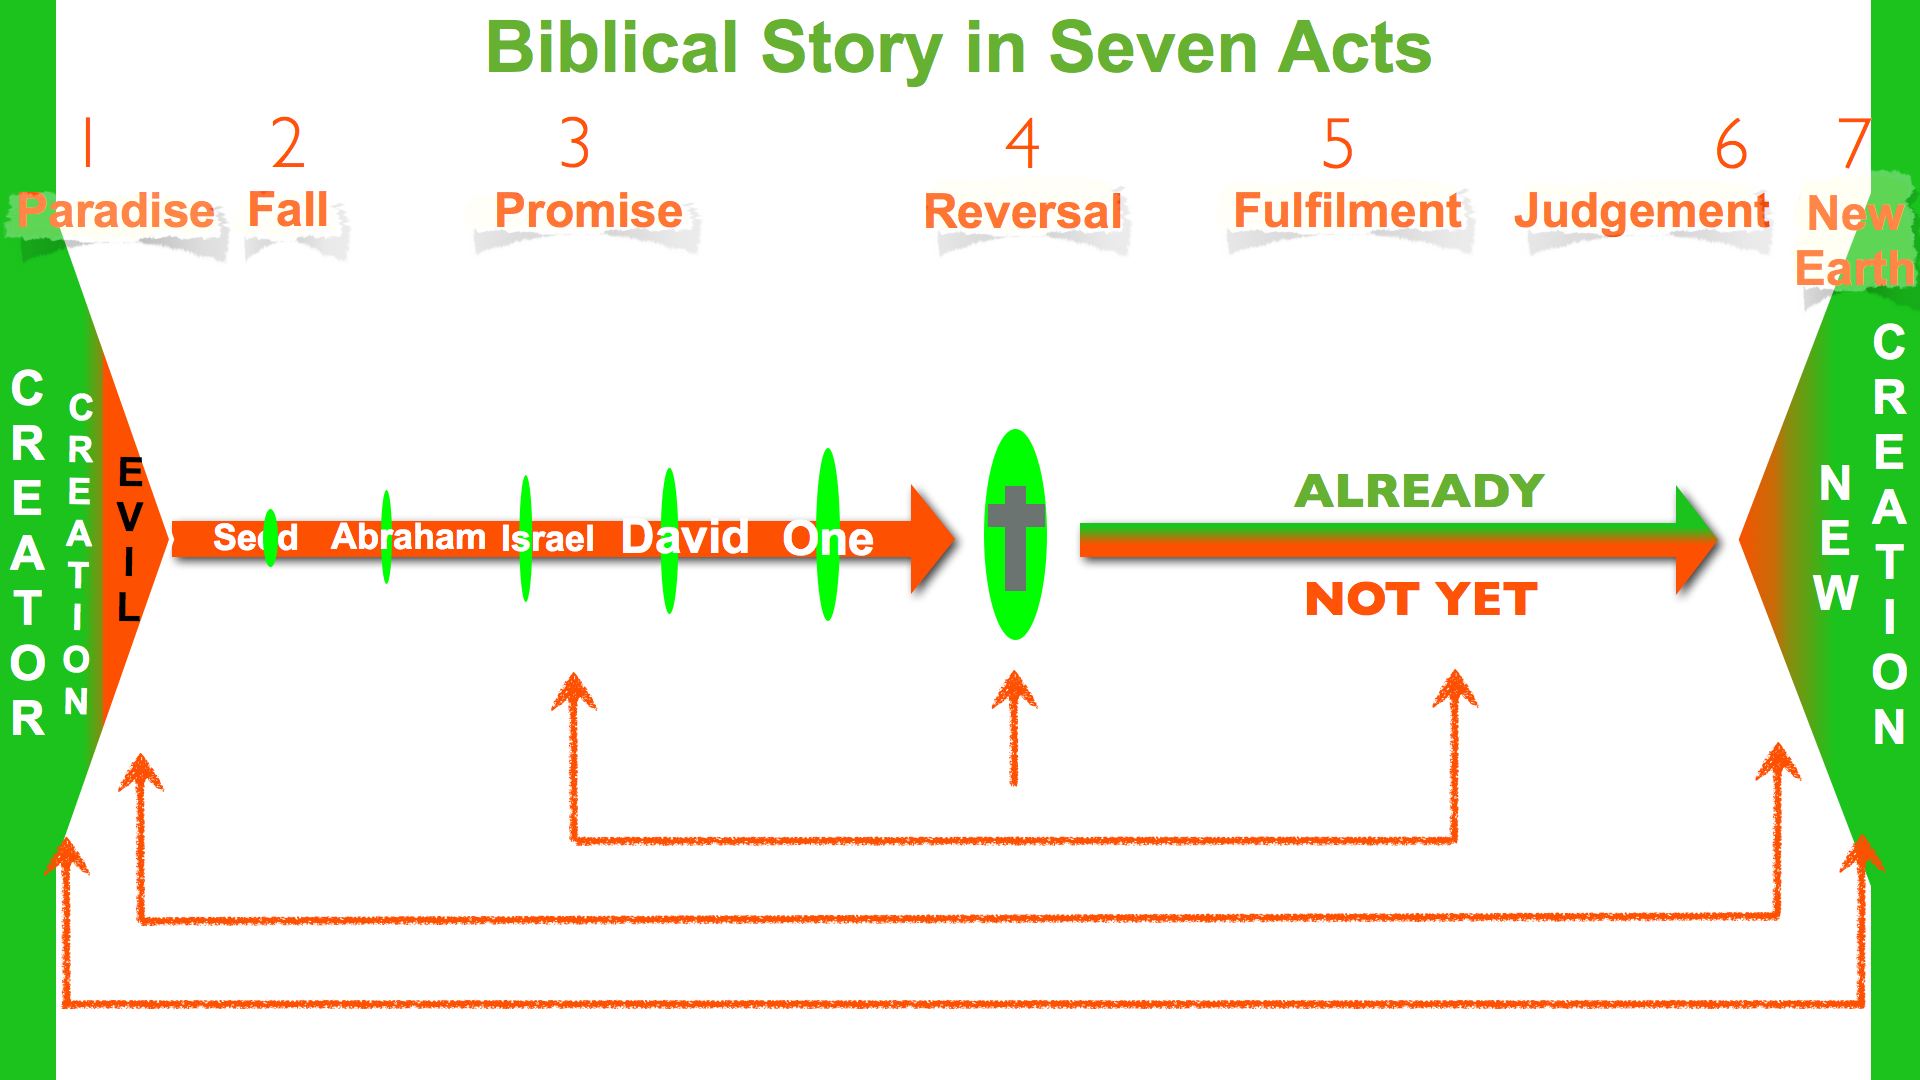 Biblical Story in Seven Acts
1 2 3 4 5 6 7
Paradise Fall Promise Reversal Fulfilment Judgement New
Earth
CREATOR
CREATION
EVIL
Seed Abraham Israel David One
ALREADY
NOT YET
NEW
CREATION